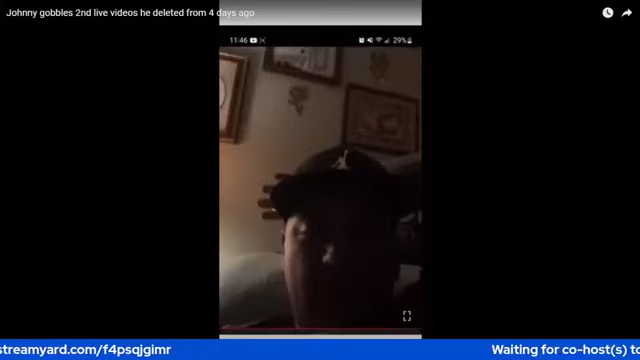 Johnny gobbles 2nd live videos he deleted from 4 days ago
11:46
29%
streamyard.com/f4psqjgimr
Waiting for co-host(s) to